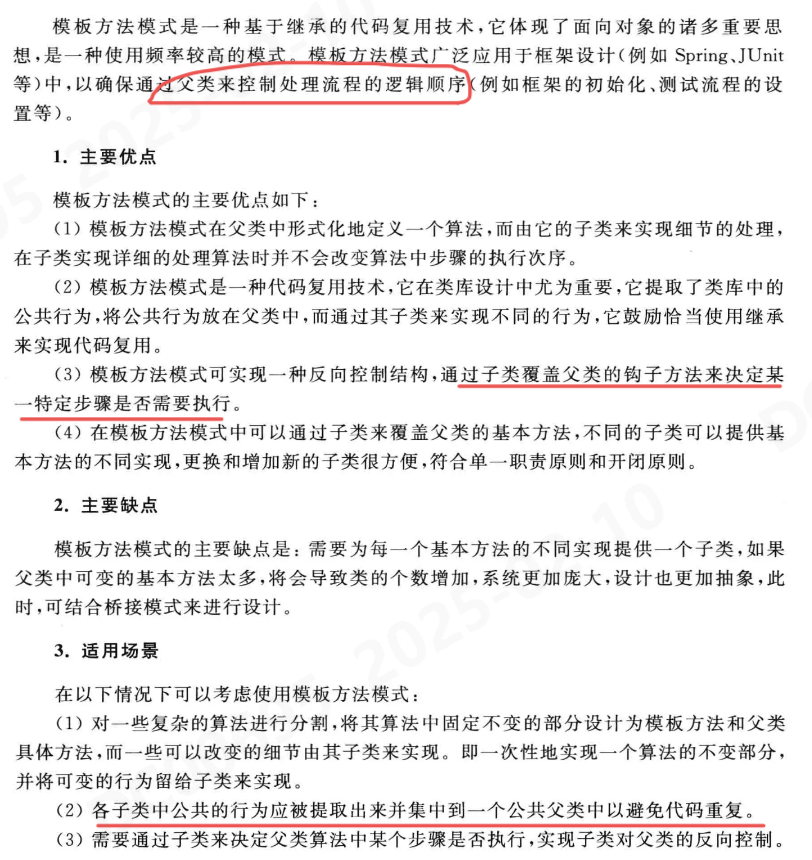 模板方法模式是一种基于继承的代码复用技术,它体现了面向对象的诸多重要思
想,是一种使用频率较高的模式。模板方法模式广泛应用于框架设计(例如 Spring、JUnit
等)中,以确保通过父类来控制处理流程的逻辑顺序(例如框架的初始化、测试流程的设
置等)。
1. 主要优点
模板方法模式的主要优点如下:
(1) 模板方法模式在父类中形式化地定义一个算法,而由它的子类来实现细节的处理,
在子类实现详细的处理算法时并不会改变算法中步骤的执行次序。
(2) 模板方法模式是一种代码复用技术,它在类库设计中尤为重要,它提取了类库中的
公共行为,将公共行为放在父类中,而通过其子类来实现不同的行为,它鼓励恰当使用继承
来实现代码复用。
(3) 模板方法模式可实现一种反向控制结构,通过子类覆盖父类的钩子方法来决定某
一特定步骤是否需要执行。
(4) 在模板方法模式中可以通过子类来覆盖父类的基本方法,不同的子类可以提供基
本方法的不同实现,更换和增加新的子类很方便,符合单一职责原则和开闭原则。
2. 主要缺点
模板方法模式的主要缺点是:需要为每一个基本方法的不同实现提供一个子类,如果
父类中可变的基本方法太多,将会导致类的个数增加,系统更加庞大,设计也更加抽象,此
时,可结合桥接模式来进行设计。
3. 适用场景
在以下情况下可以考虑使用模板方法模式:
(1) 对一些复杂的算法进行分割,将其算法中固定不变的部分设计为模板方法和父类
具体方法,而一些可以改变的细节由其子类来实现。即一次性地实现一个算法的不变部分,
并将可变的行为留给子类来实现。
(2) 各子类中公共的行为应被提取出来并集中到一个公共父类中以避免代码重复。
(3) 需要通过子类来决定父类算法中某个步骤是否执行,实现子类对父类的反向控制。